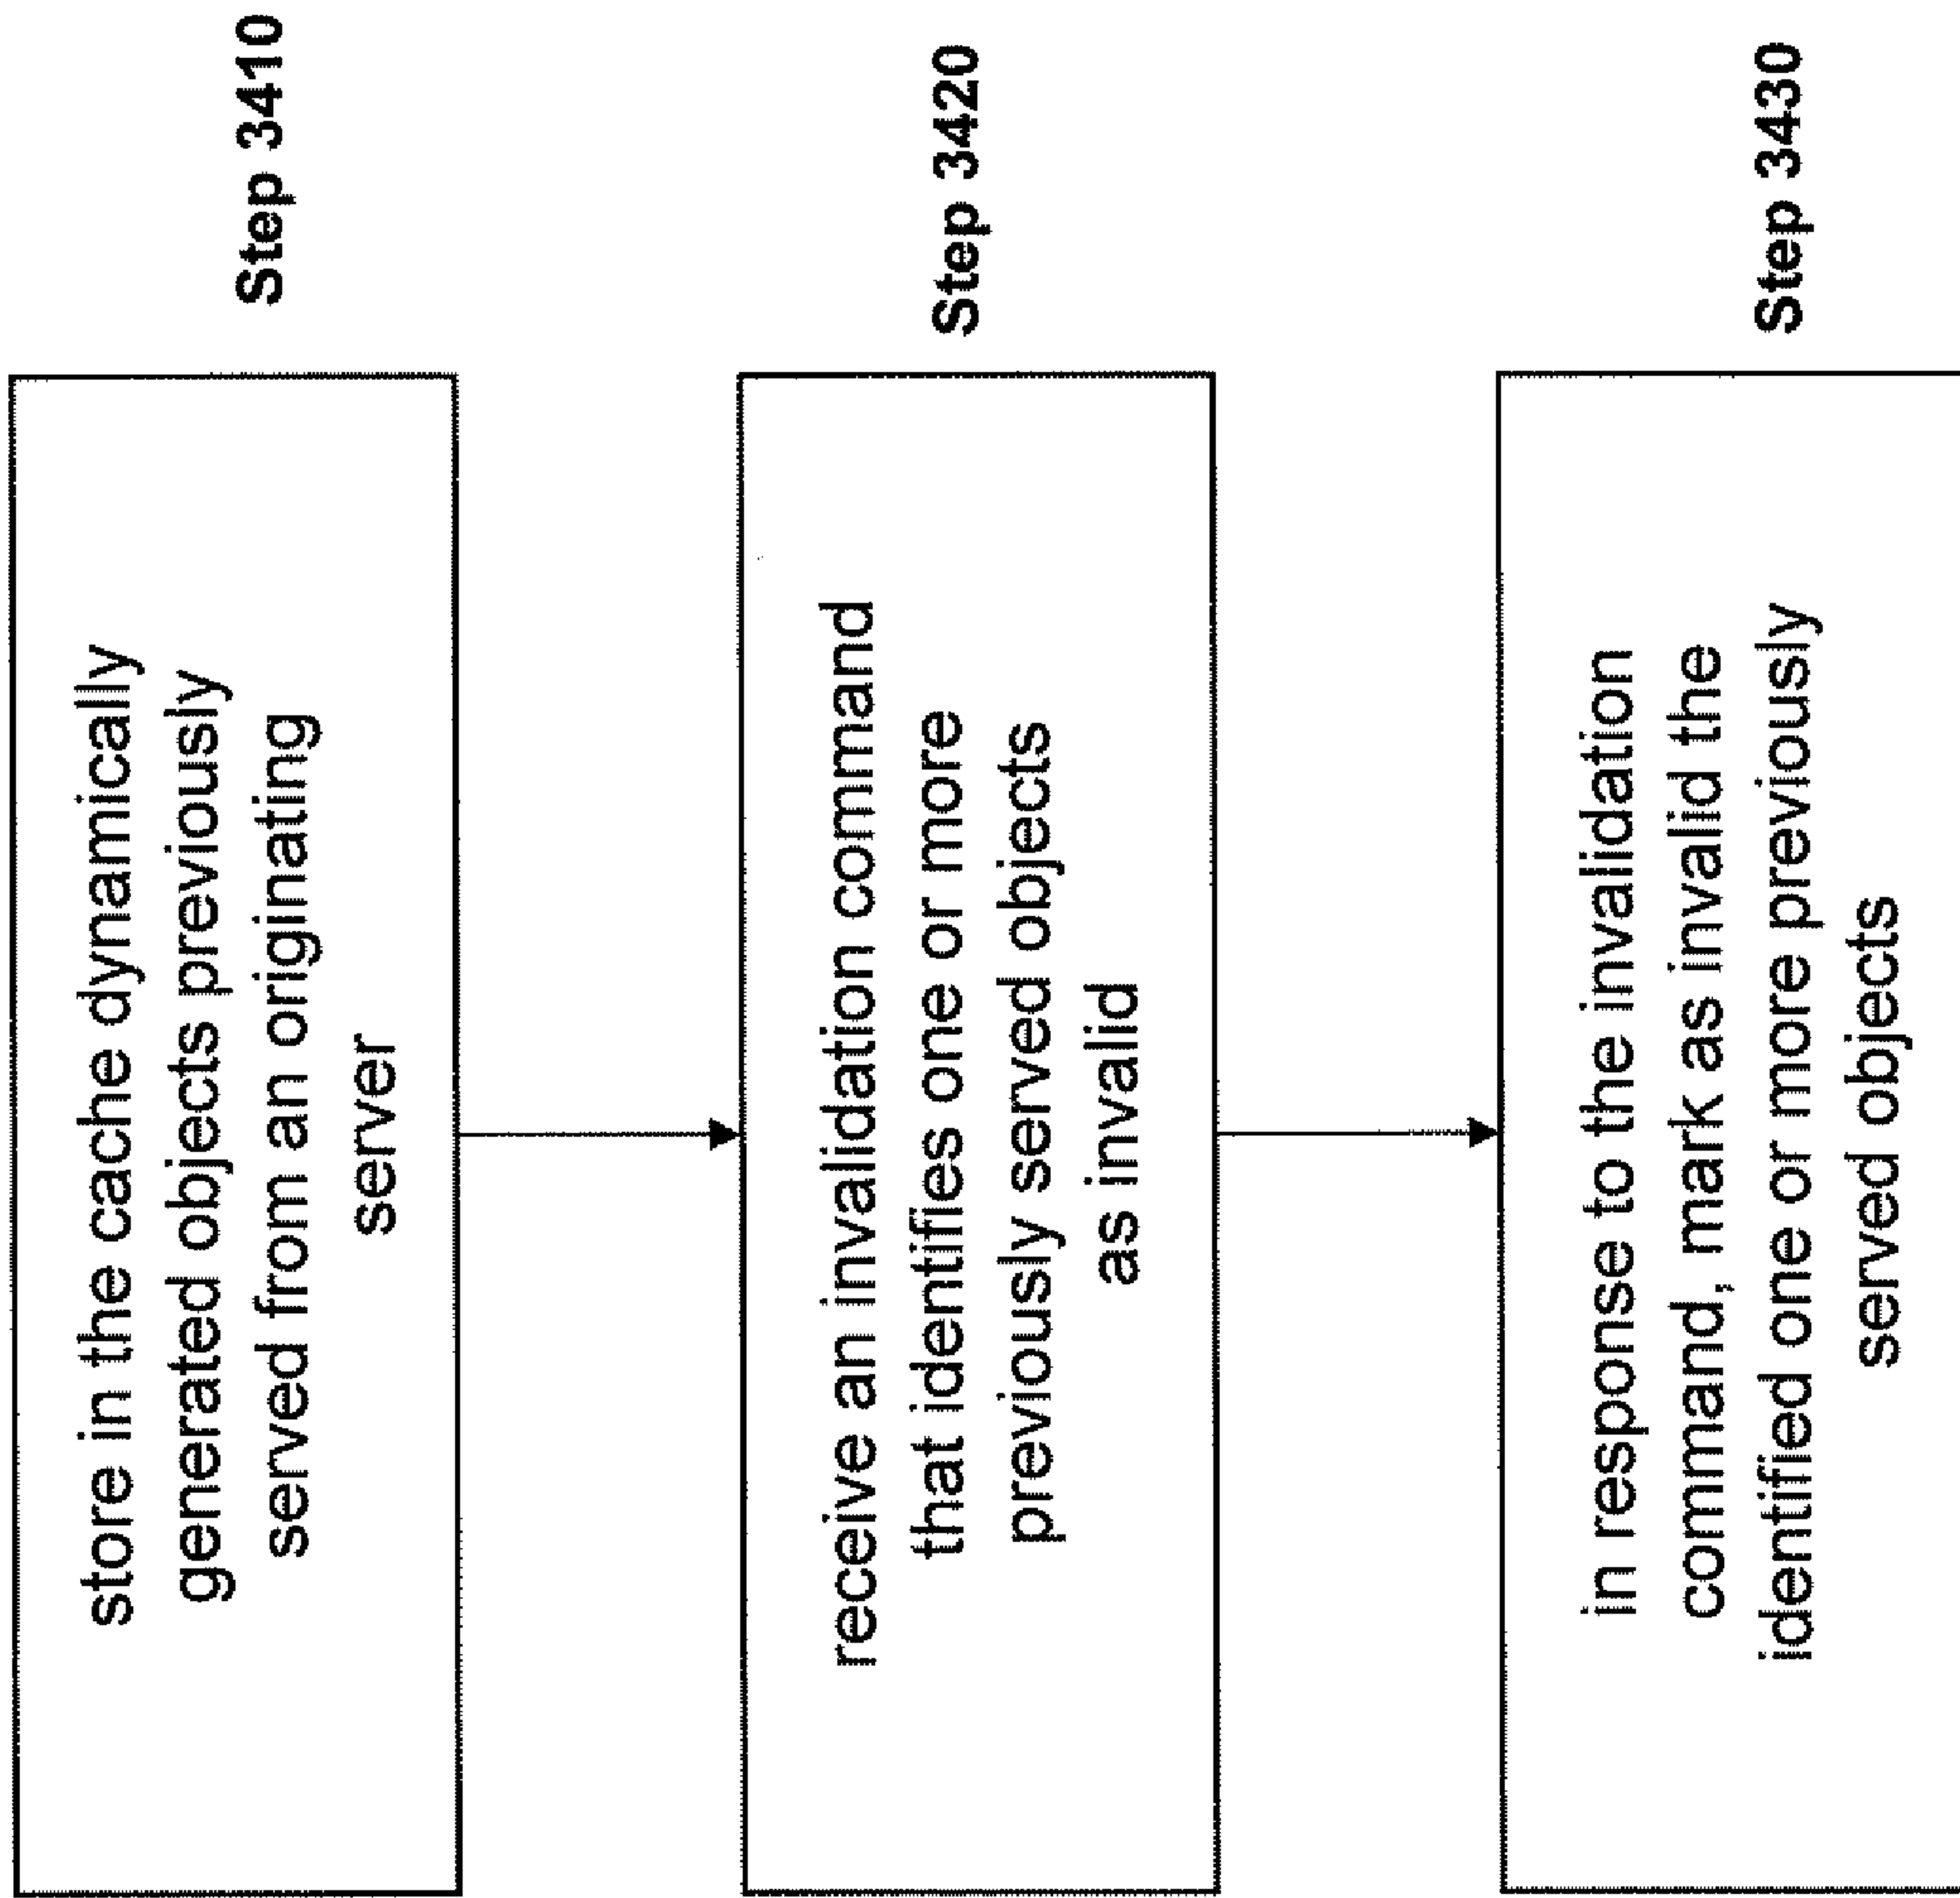 store in the cache dynamically
generated objects previously
served from an originating
server
Step 3410
receive an invalidation command
that identifies one or more
previously served objects
as invalid
Step 3420
in response to the invalidation
command, mark as invalid the
identified one or more previously
served objects
Step 3430